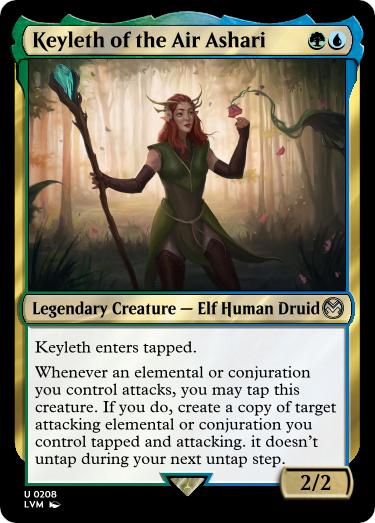 Keyleth of the Air Ashari
Legendary Creature — Elf Human Druid
Keyleth enters tapped.
Whenever an elemental or conjuration
you control attacks, you may tap this
creature. If you do, create a copy of target
attacking elemental or conjuration you
control tapped and attacking. it doesn't
untap during your next untap step.
2/2
U 0208
LVM